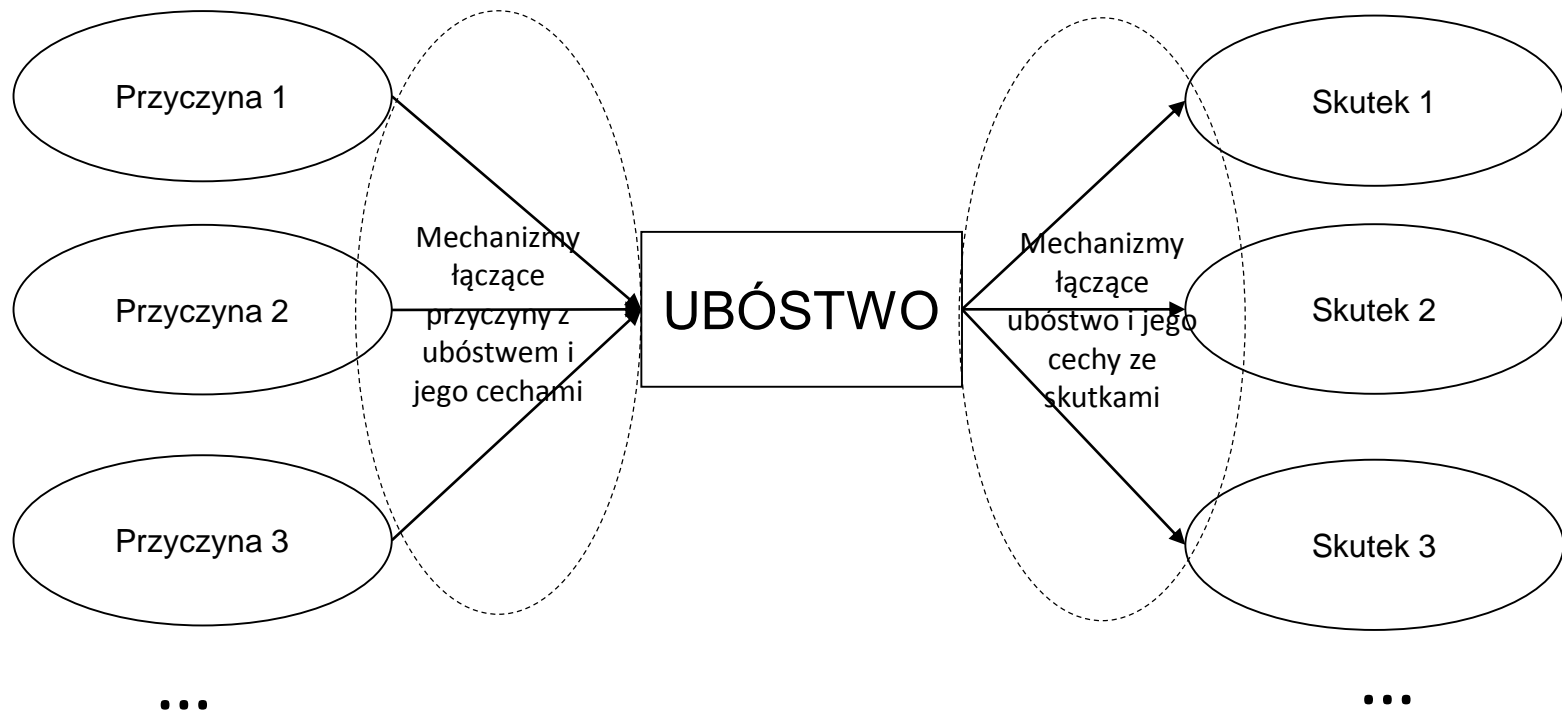 Przyczyna 1
Przyczyna 2
Przyczyna 3
...
Mechanizmy
łączące
przyczyny z
ubóstwem i
jego cechami
UBÓSTWO
Mechanizmy
łączące
ubóstwo i jego
cechy ze
skutkami
Skutek 1
Skutek 2
Skutek 3
...